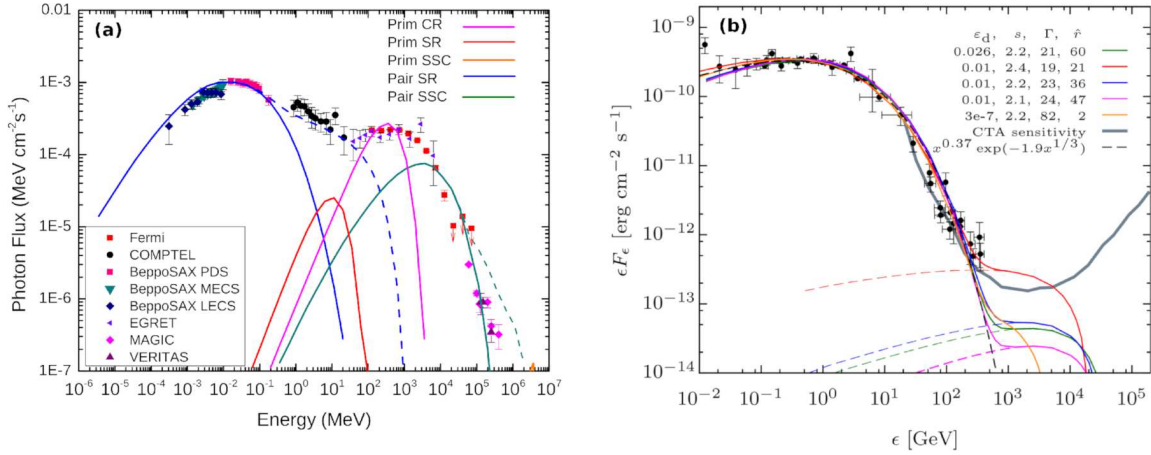 (a)
Prim CR
Prim SR
Prim SSC
Pair SR
Pair SSC
Fermi
COMPTEL
BeppoSAX PDS
BeppoSAX MECS
BeppoSAX LECS
EGRET
MAGIC
VERITAS
Photon Flux (MeV cm⁻² s⁻¹)
0.01
1E-3
1E-4
1E-5
1E-6
1E-7
10⁻⁶ 10⁻⁵ 10⁻⁴ 10⁻³ 10⁻² 10⁻¹ 10⁰ 10¹ 10² 10³ 10⁴ 10⁵ 10⁶ 10⁷
Energy (MeV)
(b)
ε_d, s, Γ, r̂
0.026, 2.2, 21, 60
0.01, 2.4, 19, 21
0.01, 2.2, 23, 36
0.01, 2.1, 24, 47
3e-7, 2.2, 82, 2
CTA sensitivity
x^0.37 exp(−1.9x^1/3)
ϵF_ϵ [erg cm⁻² s⁻¹]
10⁻⁹
10⁻¹⁰
10⁻¹¹
10⁻¹²
10⁻¹³
10⁻¹⁴
10⁻² 10⁻¹ 10⁰ 10¹ 10² 10³ 10⁴ 10⁵
ϵ [GeV]